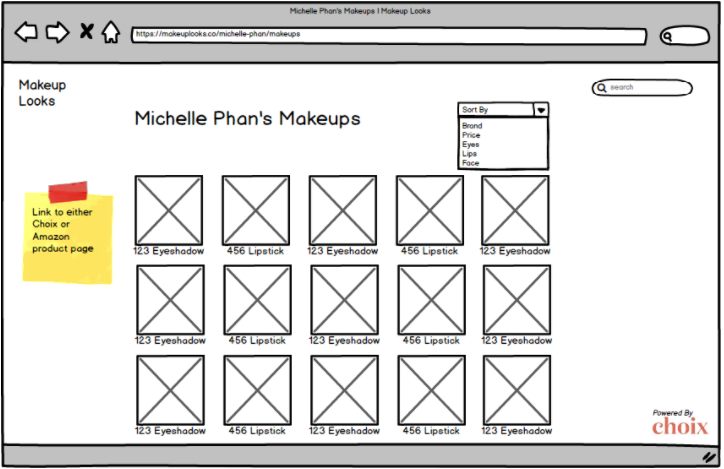 Michelle Phan's Makeups | Makeup Looks
https://makeuplooks.co/michelle-phan/makeups
Makeup
Looks
search
Michelle Phan's Makeups
Sort By
Brand
Price
Eyes
Lips
Face
Link to either
Choix or
Amazon
product page
123 Eyeshadow 456 Lipstick 123 Eyeshadow 456 Lipstick 123 Eyeshadow
123 Eyeshadow 456 Lipstick 123 Eyeshadow 456 Lipstick 123 Eyeshadow
123 Eyeshadow 456 Lipstick 123 Eyeshadow 456 Lipstick 123 Eyeshadow
Powered By
choix